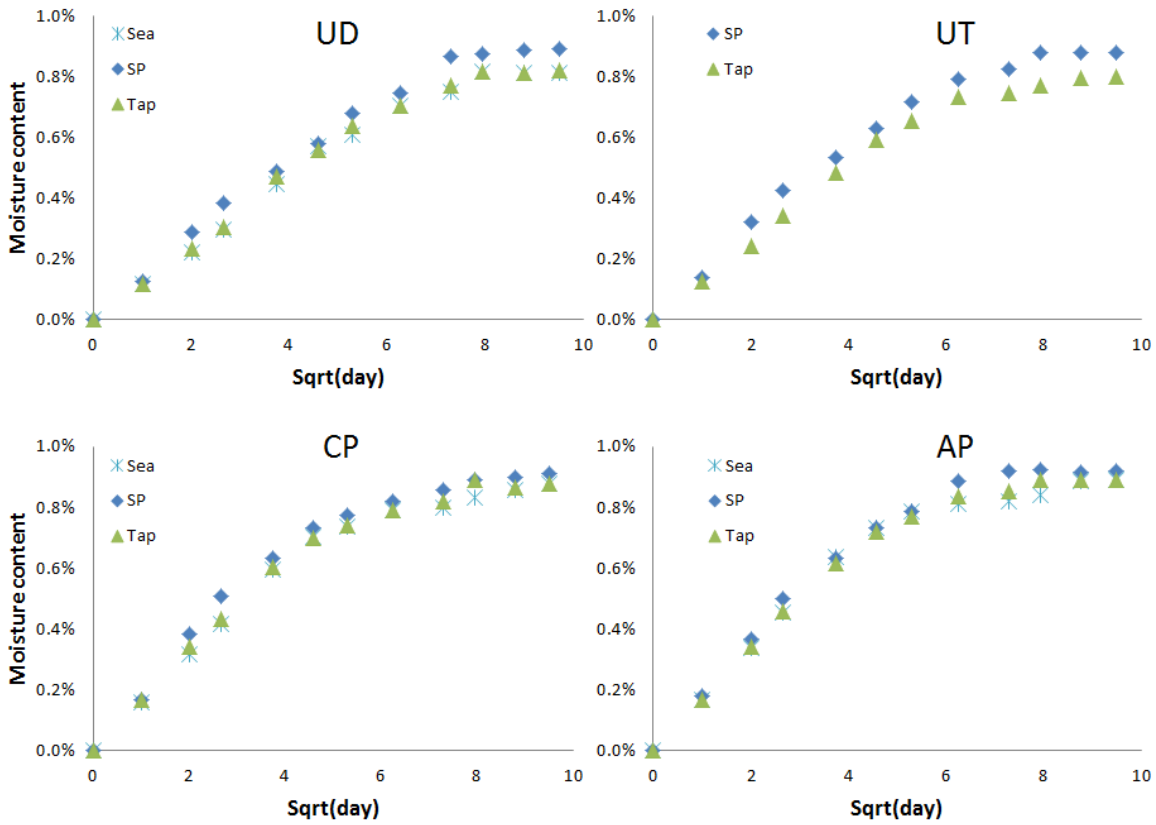 UD
Sea
SP
Tap
Moisture content
1.0%
0.8%
0.6%
0.4%
0.2%
0.0%
0 2 4 6 8 10
Sqrt(day)
UT
SP
Tap
1.0%
0.8%
0.6%
0.4%
0.2%
0.0%
0 2 4 6 8 10
Sqrt(day)
CP
Sea
SP
Tap
Moisture content
1.0%
0.8%
0.6%
0.4%
0.2%
0.0%
0 2 4 6 8 10
Sqrt(day)
AP
Sea
SP
Tap
1.0%
0.8%
0.6%
0.4%
0.2%
0.0%
0 2 4 6 8 10
Sqrt(day)